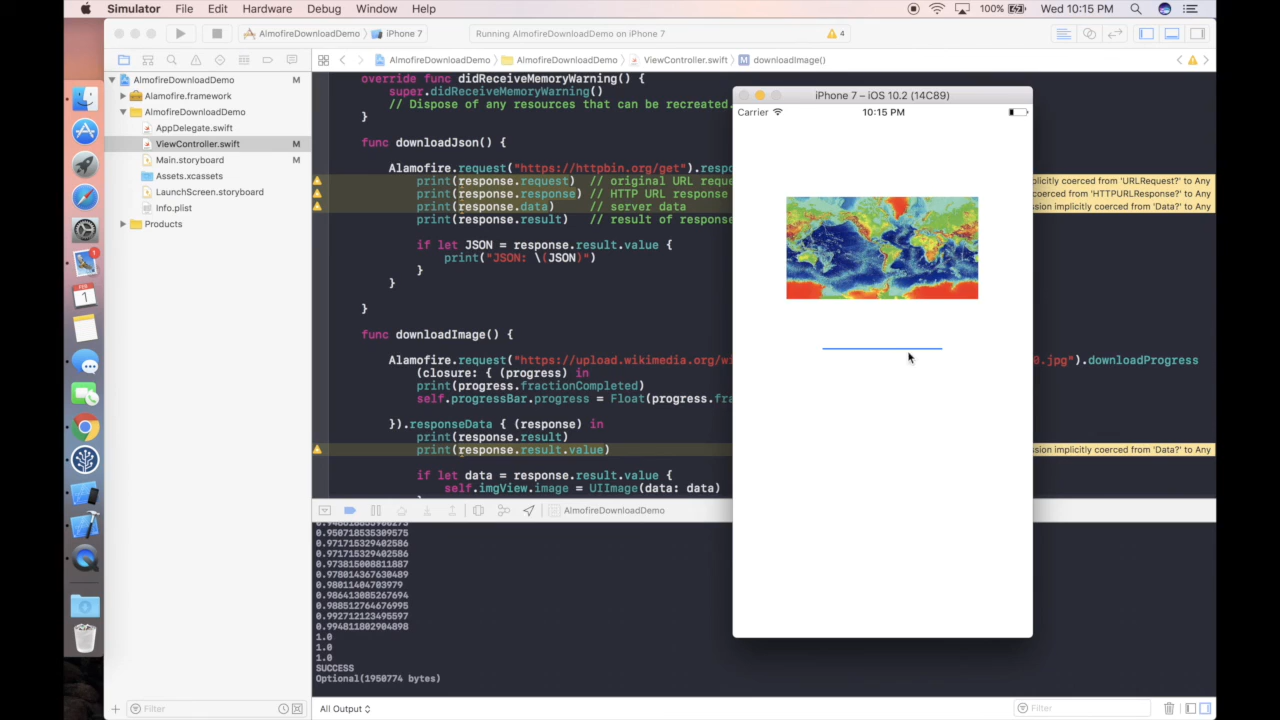 Simulator File Edit Hardware Debug Window Help 100% Wed 10:15 PM
AlmofireDownloadDemo iPhone 7 Running AlmofireDownloadDemo on iPhone 7 4
AlmofireDownloadDemo AlmofireDownloadDemo ViewController.swift M downloadImage()
AlmofireDownloadDemo M
Alamofire.framework
AlmofireDownloadDemo
AppDelegate.swift
ViewController.swift M
Main.storyboard M
Assets.xcassets
LaunchScreen.storyboard
Info.plist
Products
override func didReceiveMemoryWarning() {
super.didReceiveMemoryWarning()
// Dispose of any resources that can be recreated.
}
func downloadJson() {
Alamofire.request("https://httpbin.org/get").respo
print(response.request) // original URL reque
print(response.response) // HTTP URL response
print(response.data) // server data
print(response.result) // result of response
if let JSON = response.result.value {
print("JSON: \(JSON)")
}
}
}
func downloadImage() {
Alamofire.request("https://upload.wikimedia.org/wi 0.jpg").downloadProgress
(closure: { (progress) in
print(progress.fractionCompleted)
self.progressBar.progress = Float(progress.fra
}).responseData { (response) in
print(response.result)
print(response.result.value)
if let data = response.result.value {
self.imgView.image = UIImage(data: data)
plicitly coerced from 'URLRequest?' to Any
coerced from 'HTTPURLResponse?' to Any
sion implicitly coerced from 'Data?' to Any
sion implicitly coerced from 'Data?' to Any
iPhone 7 – iOS 10.2 (14C89)
Carrier 10:15 PM
FEB
1
1
AlmofireDownloadDemo
0.950718535309575
0.971715329402586
0.971715329402586
0.973815008811887
0.978014367630489
0.98011404703979
0.986413085267694
0.988512764676995
0.992712123495597
0.994811802904898
1.0
1.0
1.0
SUCCESS
Optional(1950774 bytes)
Filter All Output Filter